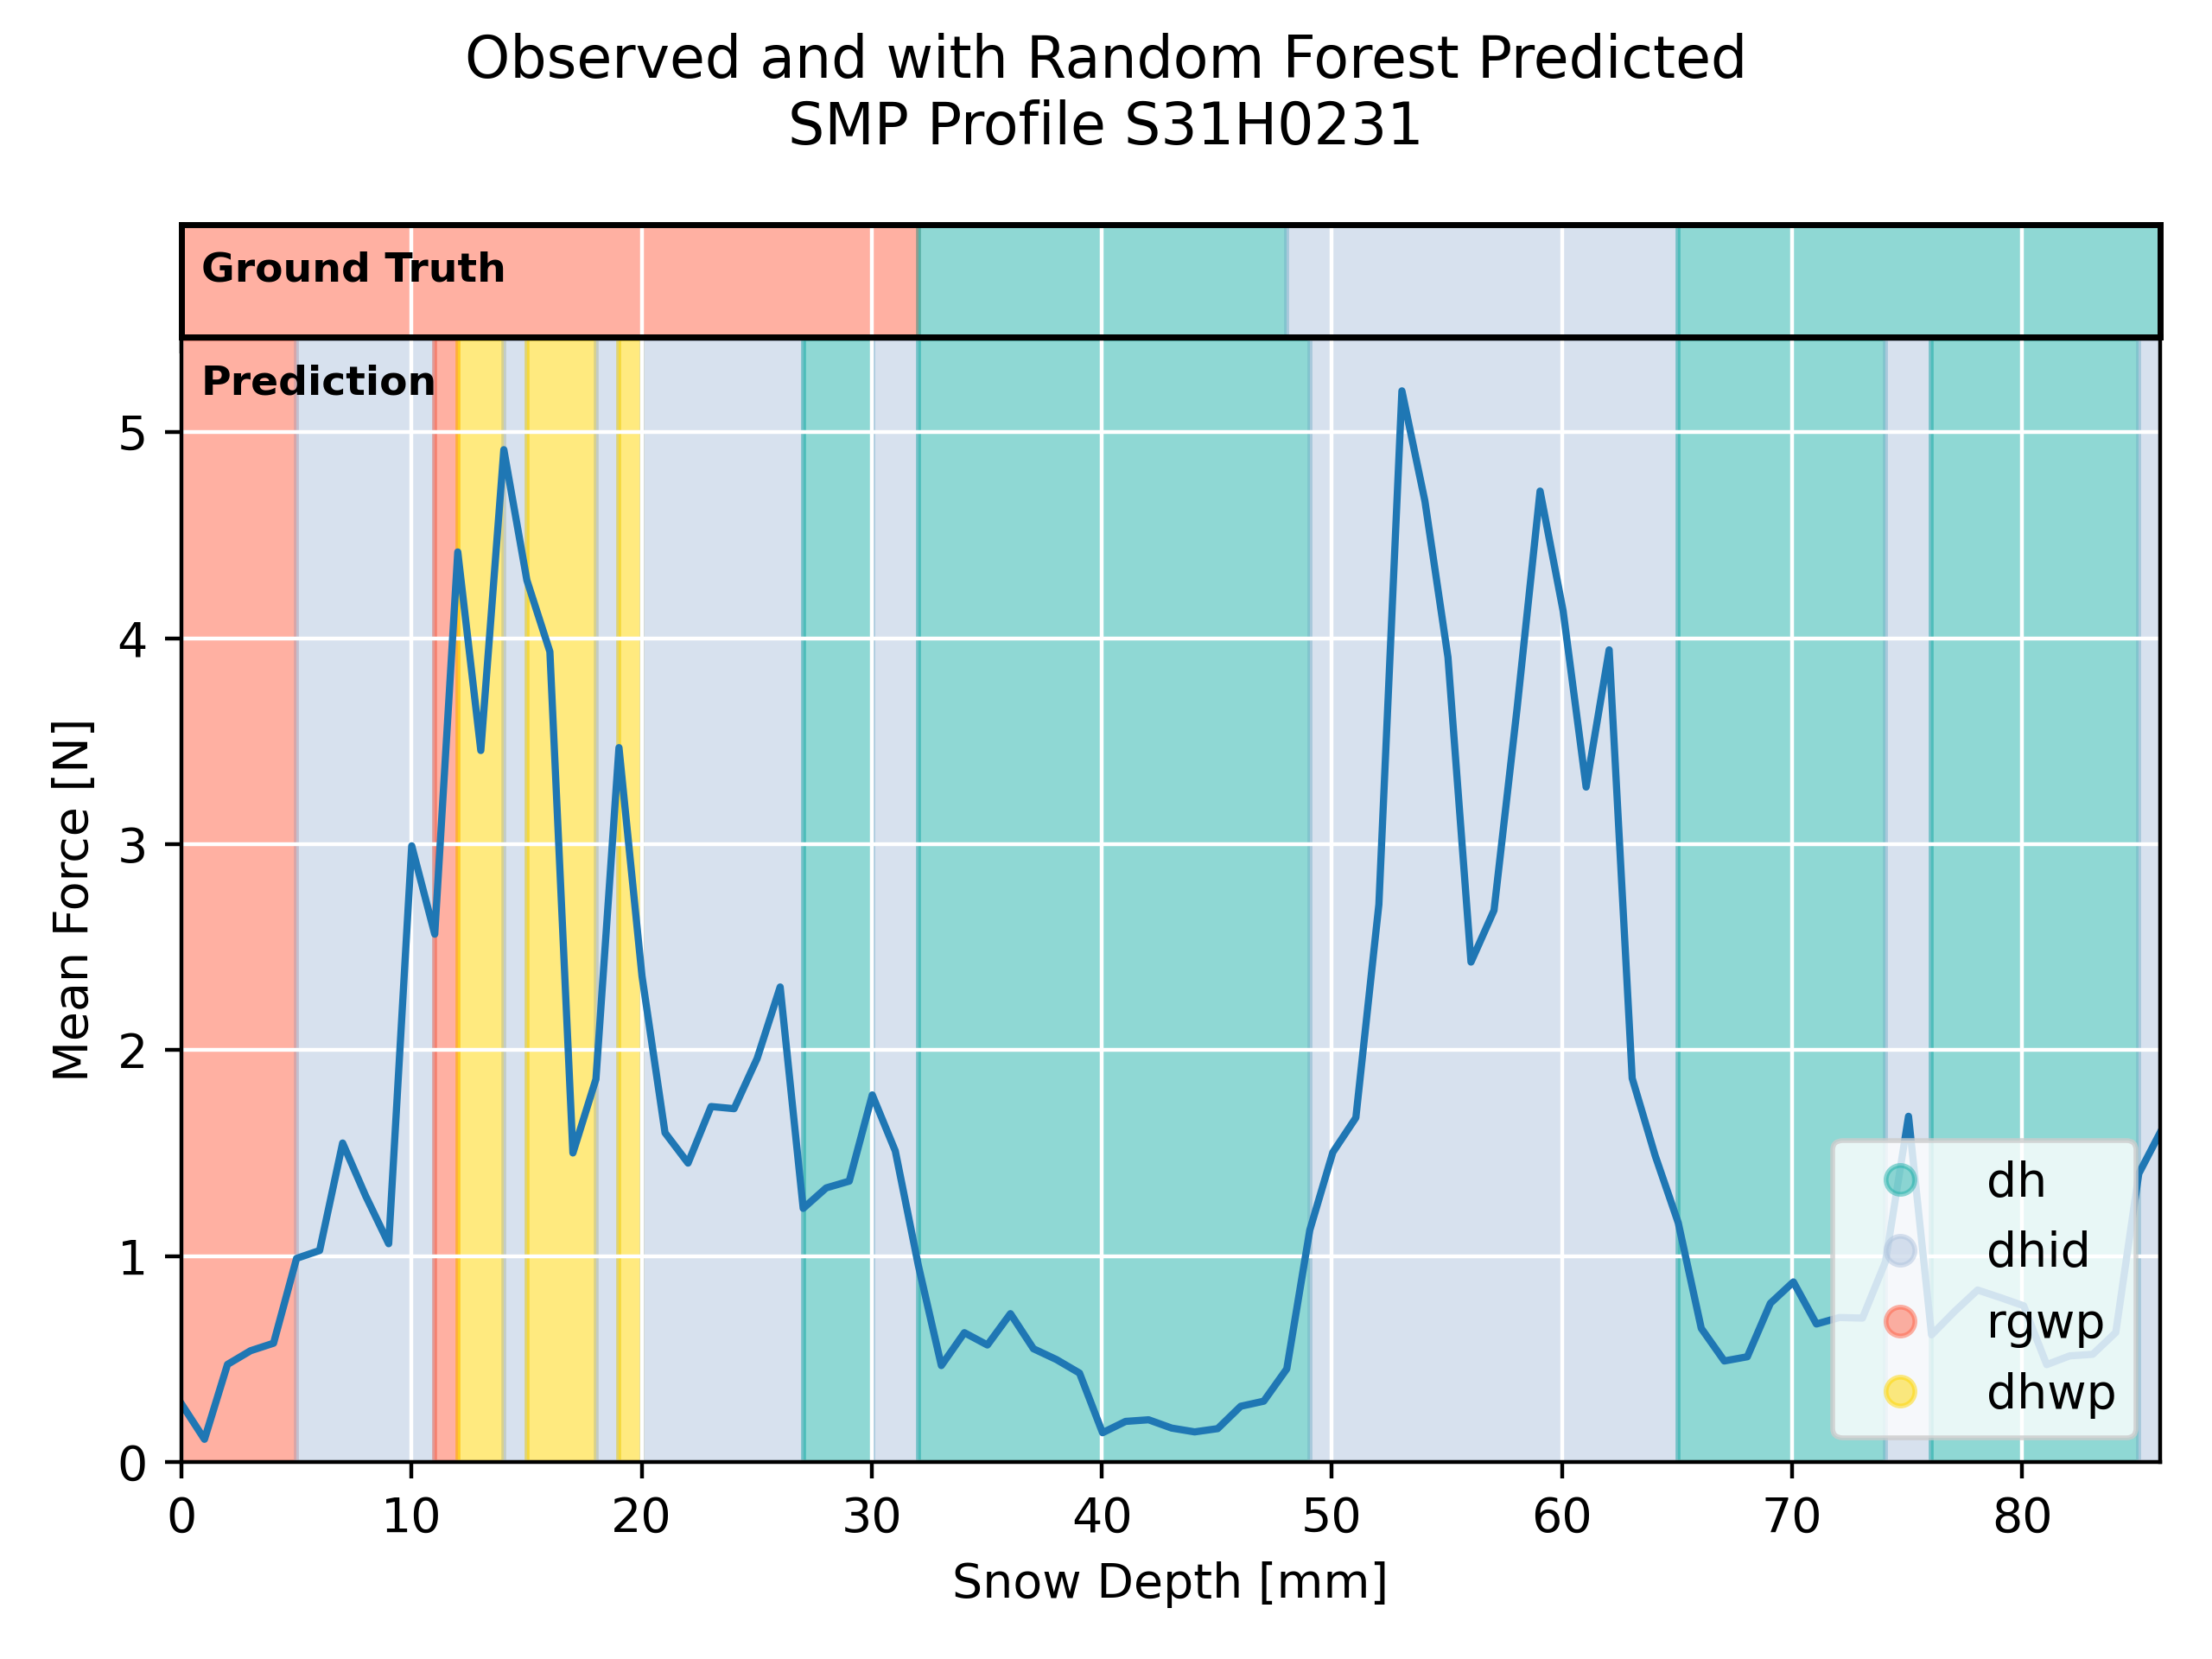 Observed and with Random Forest Predicted
SMP Profile S31H0231
Ground Truth
Prediction
5
4
3
2
1
0
Mean Force [N]
0 10 20 30 40 50 60 70 80
Snow Depth [mm]
dh
dhid
rgwp
dhwp